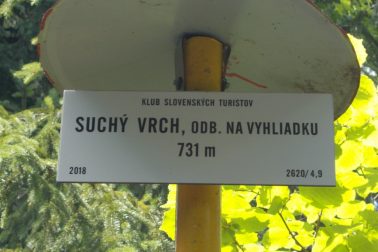 KLUB SLOVENSKÝCH TURISTOV
SUCHÝ VRCH, ODB. NA VYHLIADKU
731 m
2018 2620/4,9